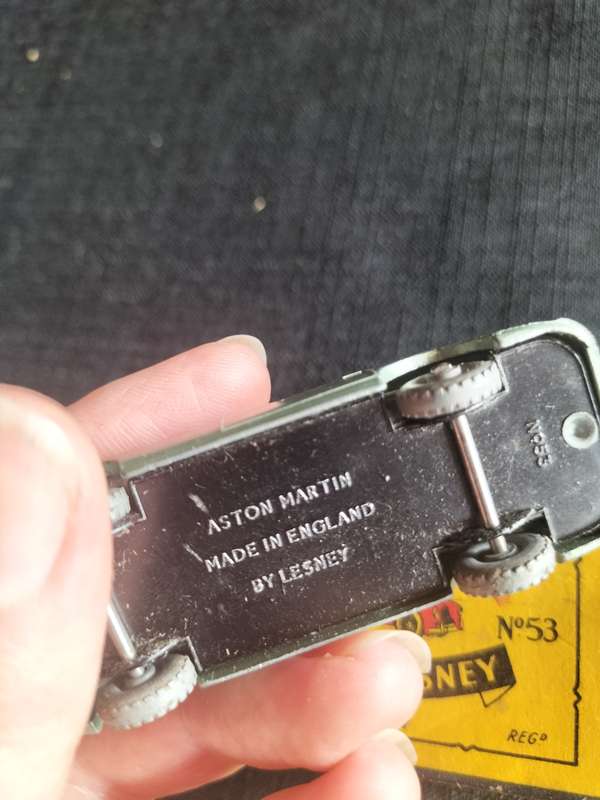 Nº53
ASTON MARTIN
MADE IN ENGLAND
BY LESNEY
Nº53
SNEY
REGD